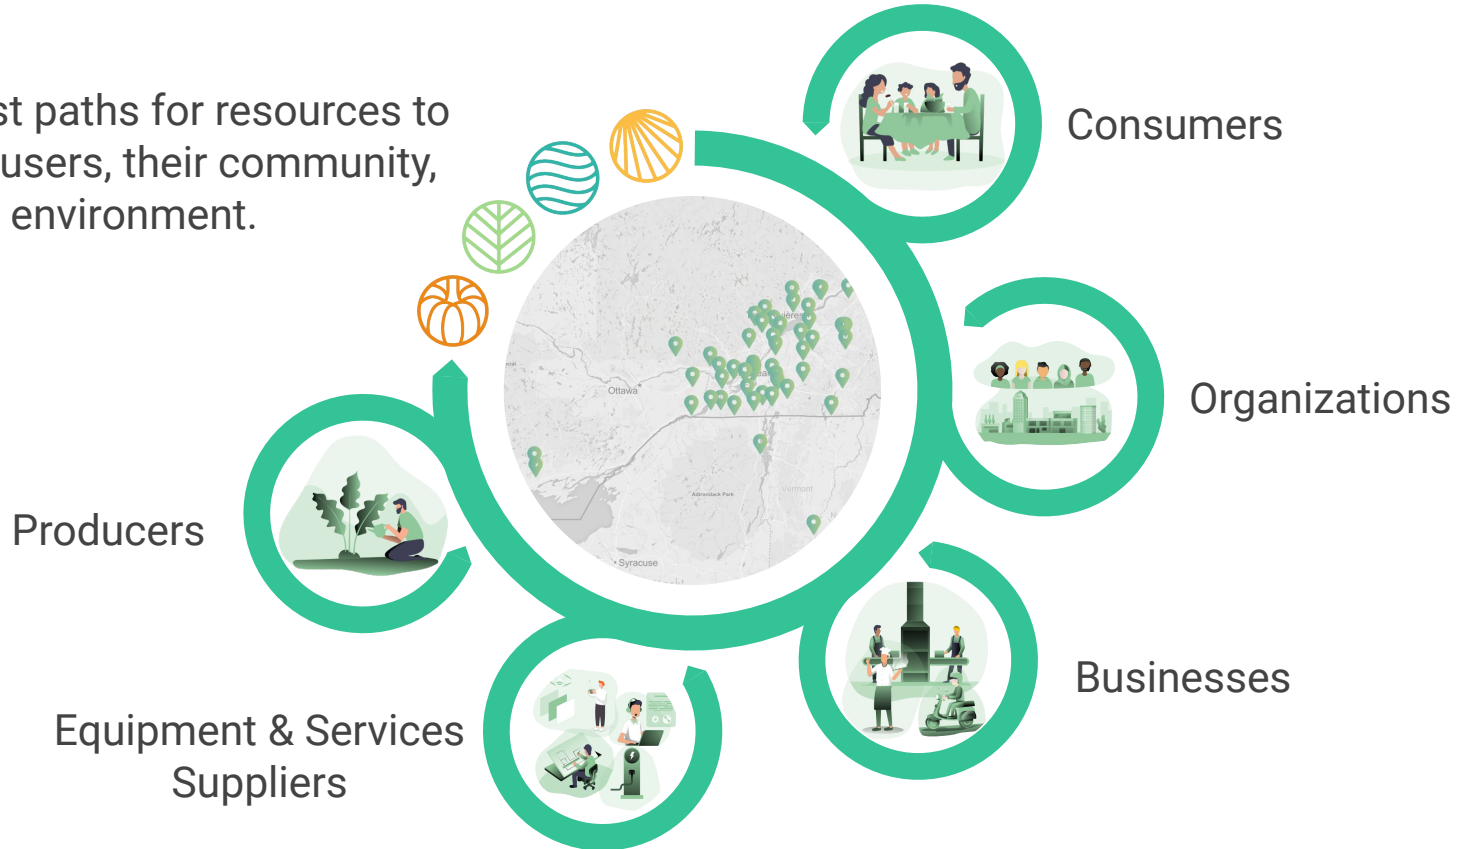 st paths for resources to
users, their community,
environment.
Consumers
Organizations
Ottawa
Adirondack Park
Vermont
Syracuse
Producers
Businesses
Equipment & Services
Suppliers